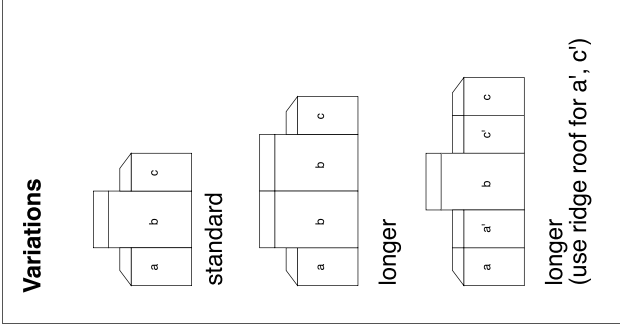 Variations
a b c
standard
a b b c
longer
a a' b c' c
longer
(use ridge roof for a', c')